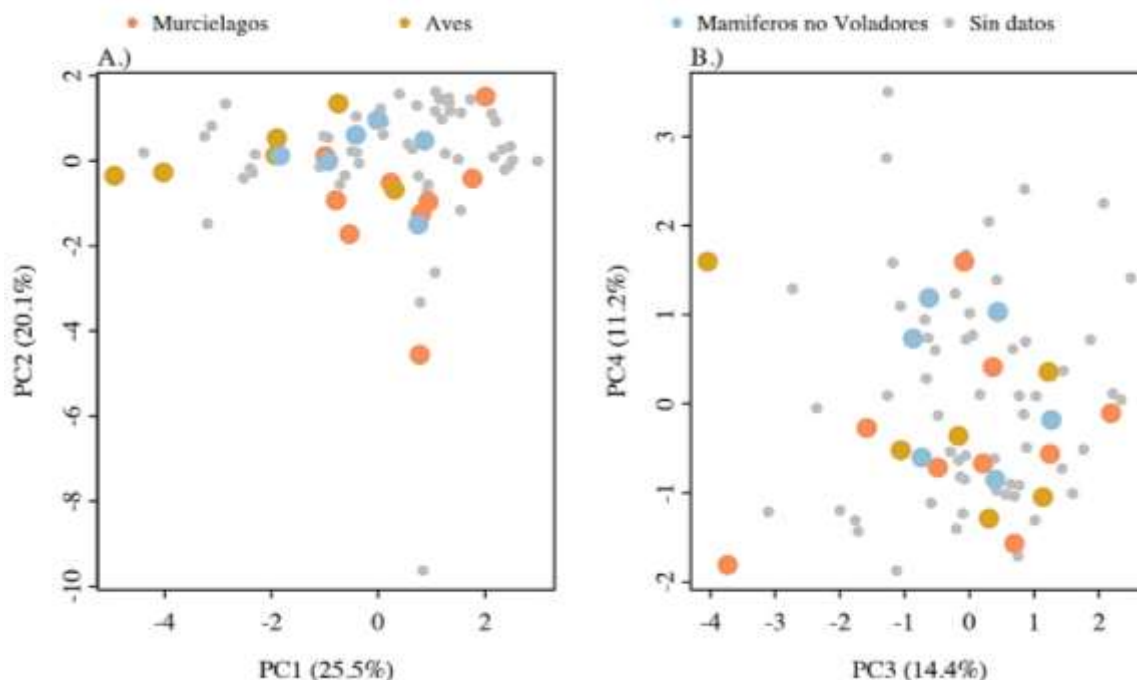 Murcielagos Aves Mamiferos no Voladores Sin datos
A.) B.)
2
0
-2
-4
-6
-8
-10
PC2 (20.1%)
-4 -2 0 2
PC1 (25.5%)
3
2
1
0
-1
-2
PC4 (11.2%)
-4 -3 -2 -1 0 1 2
PC3 (14.4%)